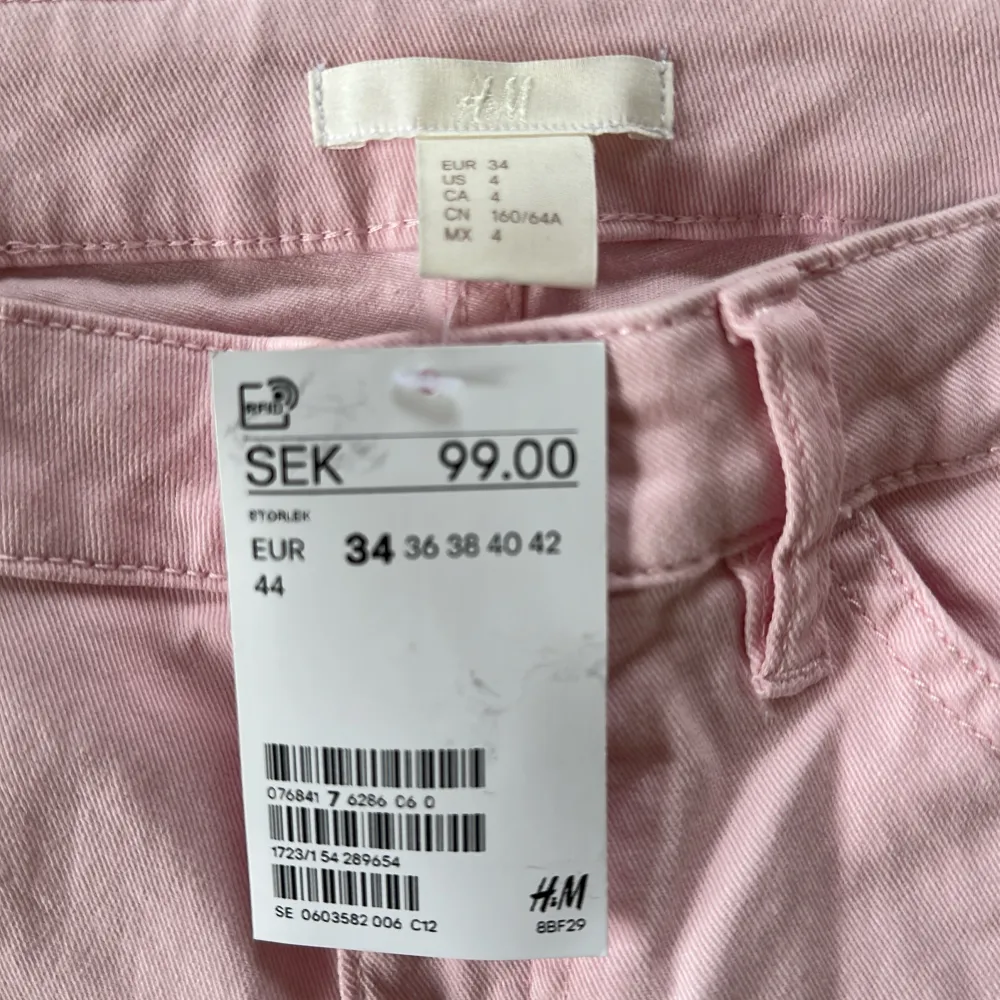 H&M
EUR 34
US 4
CA 4
CN 160/64A
MX 4
RFID
SEK 99.00
STORLEK
EUR 34 36 38 40 42
44
076841 7 6286 06 0
1723/1 54 289654
SE 0603582 006 C12
H&M
8BF29